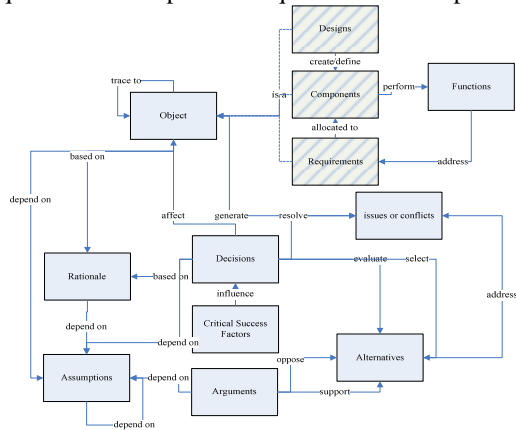 Designs
create/define
trace to
is a
Components
perform
Functions
Object
allocated to
Requirements
address
based on
depend on
affect
generate
resolve
issues or conflicts
Decisions
evaluate
select
Rationale
based on
influence
address
Critical Success
Factors
depend on
depend on
oppose
Alternatives
Assumptions
depend on
Arguments
support
depend on